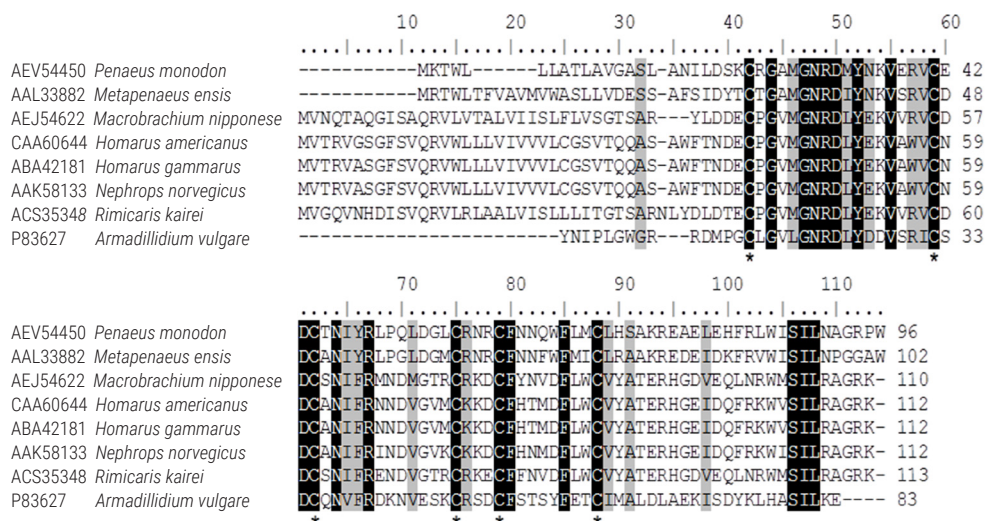 10 20 30 40 50 60
....|....|....|....|....|....|....|....|....|....|....|....|
AEV54450 Penaeus monodon -----------MKTWL------LLATLAVGASL-ANILDSKCRGAMGNRDMYNKVERVCE 42
AAL33882 Metapenaeus ensis -----------MRTWLTFVAVMVWASLLVDESS-AFSIDYTCTGAMGNRDIYNKVSRVCD 48
AEJ54622 Macrobrachium nipponese MVNQTAQGISAQRVLVTALVIISLFLVSGTSAR---YLDDECPGVMGNRDLYEKVVRVCD 57
CAA60644 Homarus americanus MVTRVGSGFSVQRVWLLLVIVVVLCGSVTQQAS-AWFTNDECPGVMGNRDLYEKVAWVCN 59
ABA42181 Homarus gammarus MVTRVASGFSVQRVWLLLVIVVVLCGSVTQQAS-AWFTNDECPGVMGNRDLYEKVAWVCN 59
AAK58133 Nephrops norvegicus MVTRVASGFSVQRVWLLLVIVVVLCGSVTQQAS-AWFTNDECPGVMGNRDLYEKVAWVCN 59
ACS35348 Rimicaris kairei MVGQVNHDISVQRVLRLAALVISLLLITGTSARNLYDLDTECPGVMGNRDLYEKVVRVCD 60
P83627 Armadillidium vulgare ------------------------YNIPLGWGR---RDMPGCLGVLGNRDLYDDVSRICS 33
* *
70 80 90 100 110
....|....|....|....|....|....|....|....|....|....|....
AEV54450 Penaeus monodon DCTNIYRLPQLDGLCRNRCFNNQWFLMCLHSAKREAELEHFRLWISILNAGRPW 96
AAL33882 Metapenaeus ensis DCANIYRLPGLDGMCRNRCFNNFWFMICLRAAKREDEIDKFRVWISILNPGGAW 102
AEJ54622 Macrobrachium nipponese DCSNIFRMNDMGTRCRKDCFYNVDFLWCVYATERHGDVEQLNRWMSILRAGRK- 110
CAA60644 Homarus americanus DCANIFRNNDVGVMCKKDCFHTMDFLWCVYATERHGEIDQFRKWVSILRAGRK- 112
ABA42181 Homarus gammarus DCANIFRNNDVGVMCKKDCFHTMDFLWCVYATERHGEIDQFRKWVSILRAGRK- 112
AAK58133 Nephrops norvegicus DCANIFRINDVGVKCKKDCFHNMDFLWCVYATERHGEIDQFRKWVSILRAGRK- 112
ACS35348 Rimicaris kairei DCSNIFRENDVGTRCRKECFFNVDFLWCVYATERHGDVEQLNRWMSILRAGRK- 113
P83627 Armadillidium vulgare DCQNVFRDKNVESKCRSDCFSTSYFETCIMALDLAEKISDYKLHASILKE---- 83
* * * *